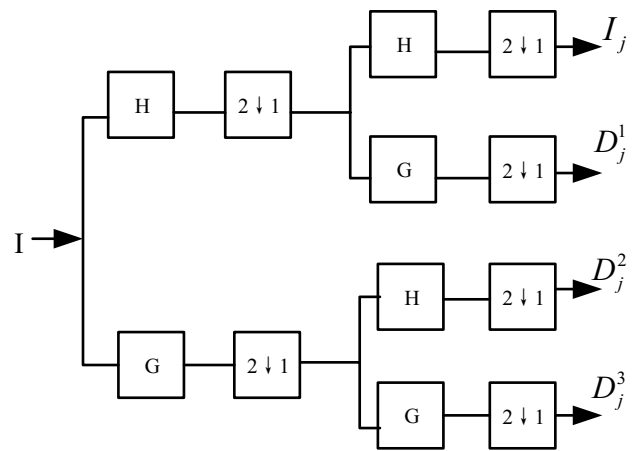 H 2 ↓ 1 I_j
H 2 ↓ 1
G 2 ↓ 1 D_j^1
I
H 2 ↓ 1 D_j^2
G 2 ↓ 1
G 2 ↓ 1 D_j^3